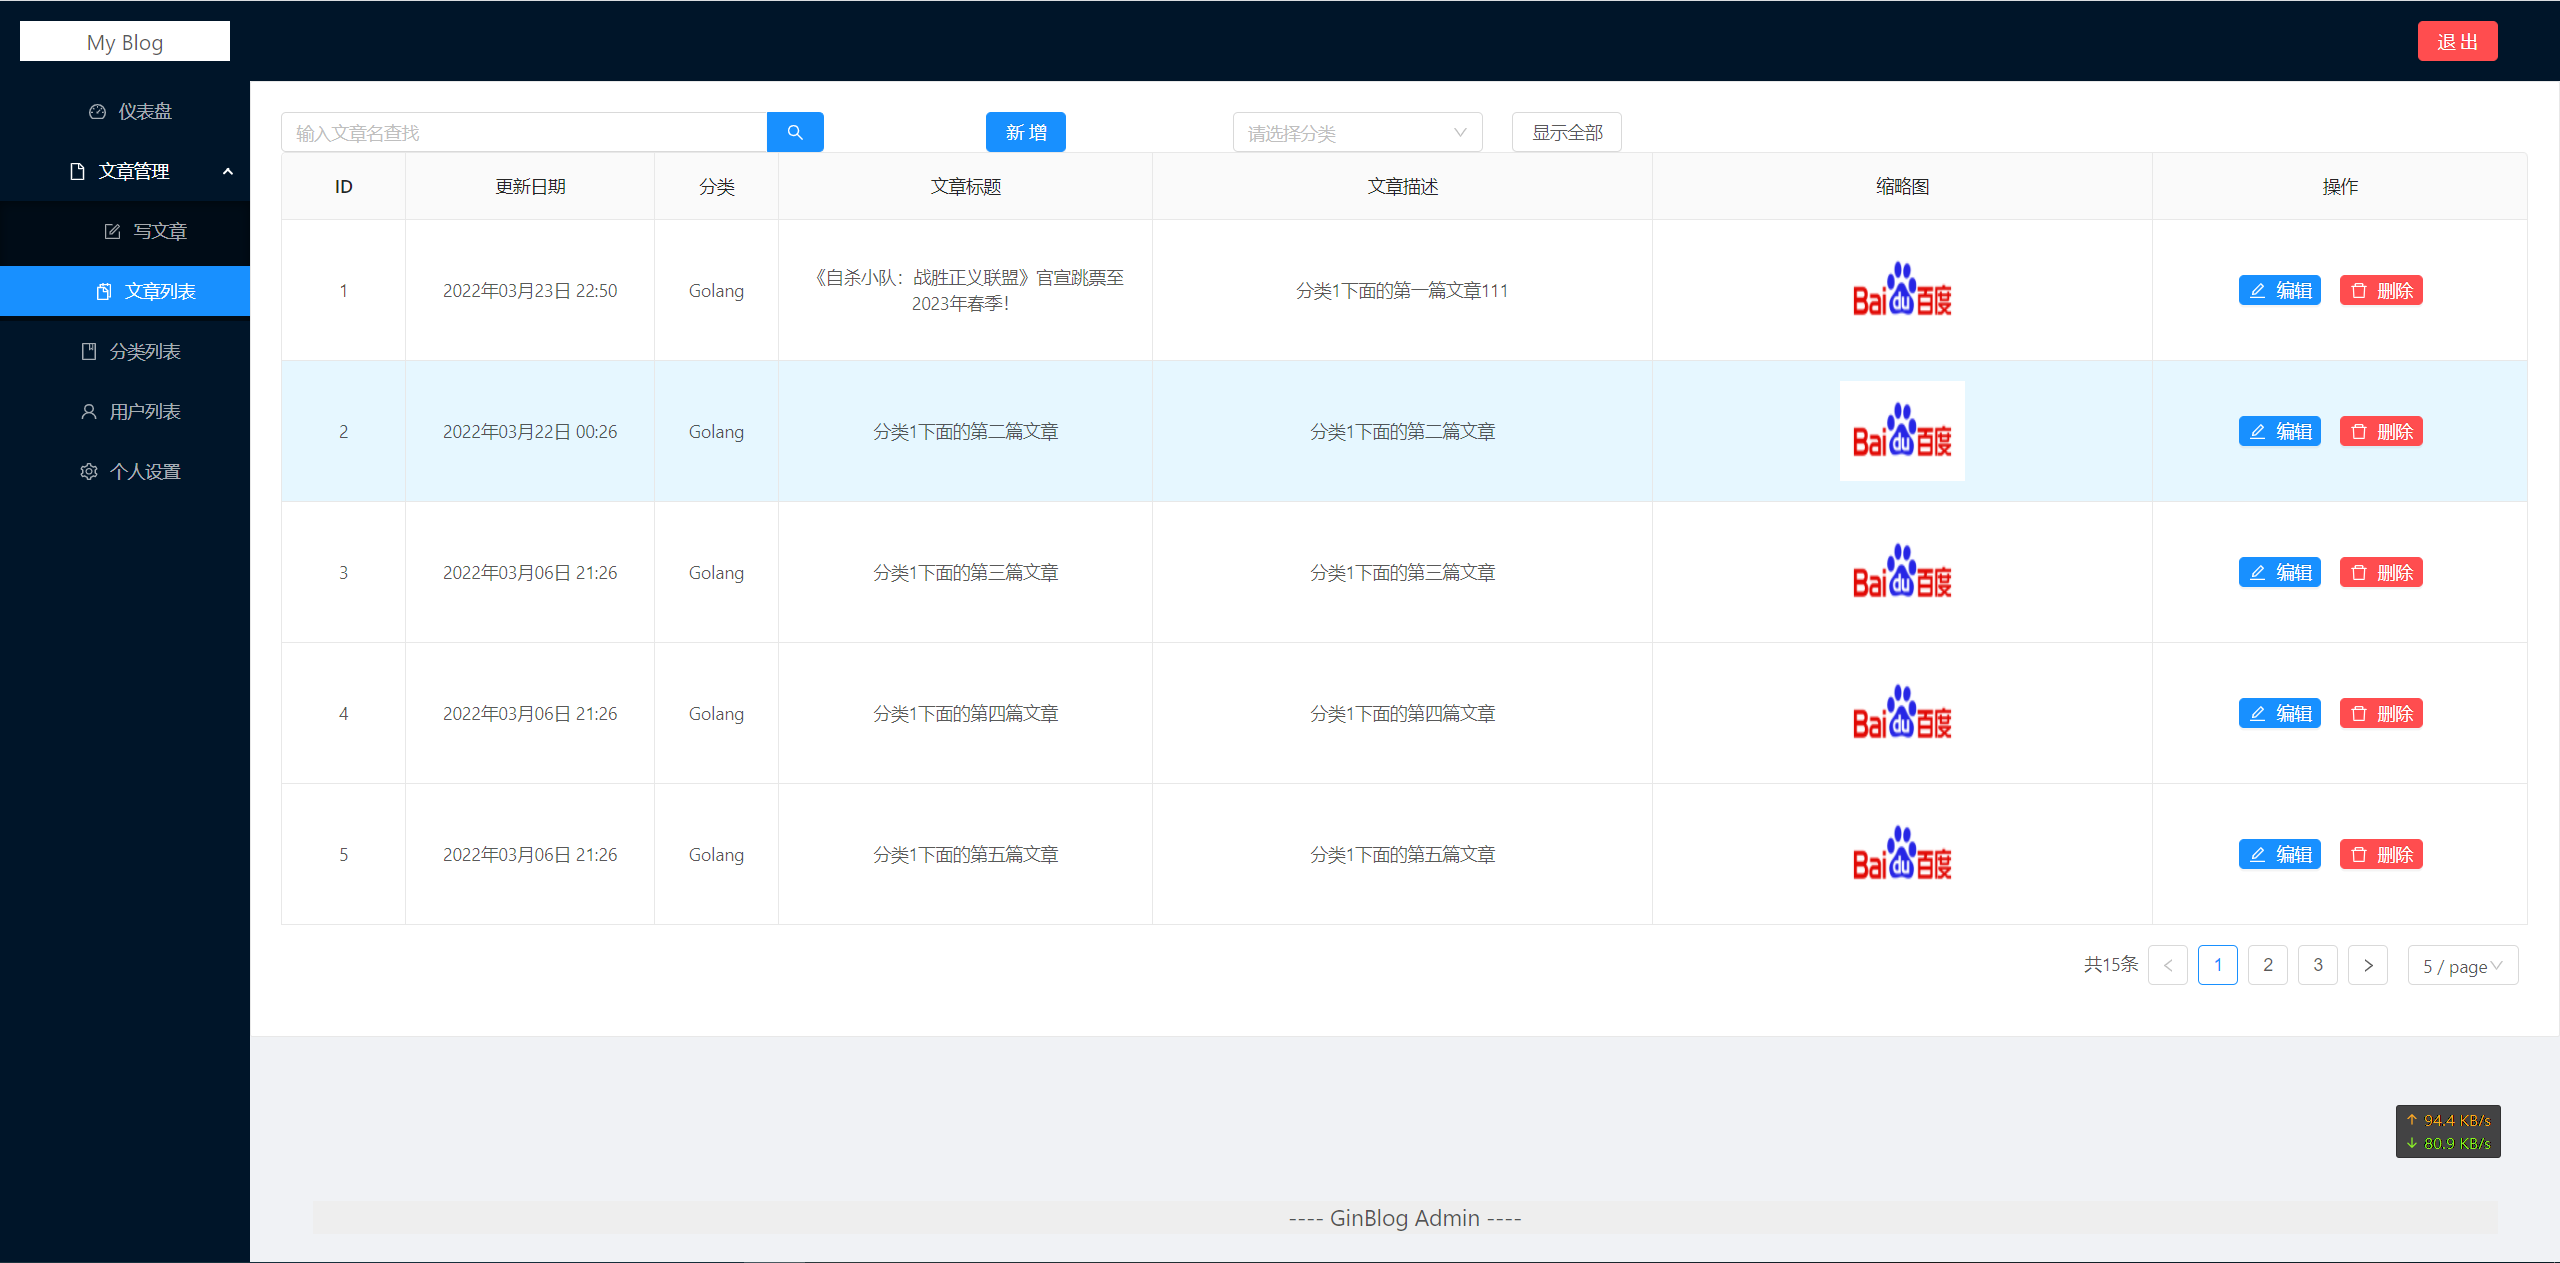 My Blog
退 出
仪表盘
文章管理
写文章
文章列表
分类列表
用户列表
个人设置
输入文章名查找
新 增
请选择分类
显示全部
ID 更新日期 分类 文章标题 文章描述 缩略图 操作
1 2022年03月23日 22:50 Golang 《自杀小队：战胜正义联盟》官宣跳票至 分类1下面的第一篇文章111 Bai du 百度 编辑 删除
2023年春季！
2 2022年03月22日 00:26 Golang 分类1下面的第二篇文章 分类1下面的第二篇文章 Bai du 百度 编辑 删除
3 2022年03月06日 21:26 Golang 分类1下面的第三篇文章 分类1下面的第三篇文章 Bai du 百度 编辑 删除
4 2022年03月06日 21:26 Golang 分类1下面的第四篇文章 分类1下面的第四篇文章 Bai du 百度 编辑 删除
5 2022年03月06日 21:26 Golang 分类1下面的第五篇文章 分类1下面的第五篇文章 Bai du 百度 编辑 删除
共15条 < 1 2 3 > 5 / page
↑ 94.4 KB/s
↓ 80.9 KB/s
---- GinBlog Admin ----